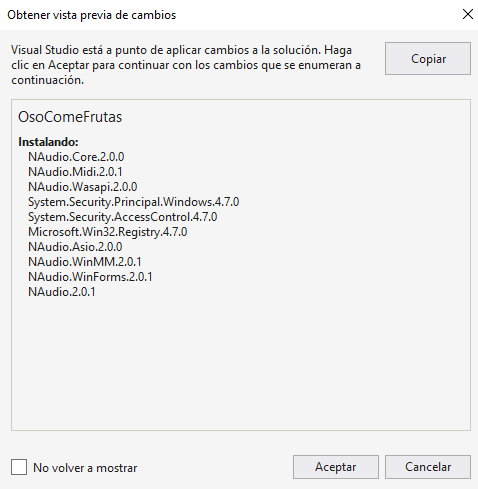 Obtener vista previa de cambios
Visual Studio está a punto de aplicar cambios a la solución. Haga
clic en Aceptar para continuar con los cambios que se enumeran a
continuación.
Copiar
OsoComeFrutas
Instalando:
NAudio.Core.2.0.0
NAudio.Midi.2.0.1
NAudio.Wasapi.2.0.0
System.Security.Principal.Windows.4.7.0
System.Security.AccessControl.4.7.0
Microsoft.Win32.Registry.4.7.0
NAudio.Asio.2.0.0
NAudio.WinMM.2.0.1
NAudio.WinForms.2.0.1
NAudio.2.0.1
No volver a mostrar
Aceptar
Cancelar